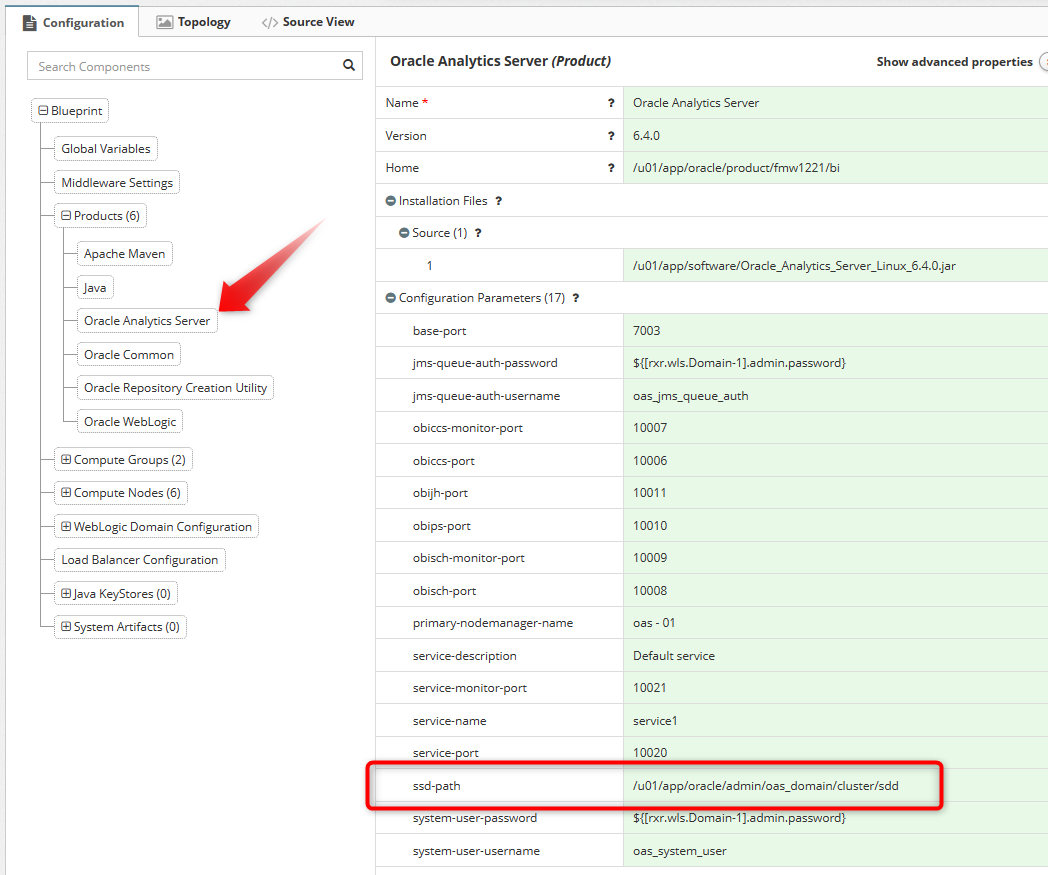 Configuration
Topology
</> Source View
Search Components
Blueprint
Global Variables
Middleware Settings
Products (6)
Apache Maven
Java
Oracle Analytics Server
Oracle Common
Oracle Repository Creation Utility
Oracle WebLogic
Compute Groups (2)
Compute Nodes (6)
WebLogic Domain Configuration
Load Balancer Configuration
Java KeyStores (0)
System Artifacts (0)
Oracle Analytics Server (Product)
Show advanced properties
Name * ? Oracle Analytics Server
Version ? 6.4.0
Home ? /u01/app/oracle/product/fmw1221/bi
Installation Files ?
Source (1) ?
1 /u01/app/software/Oracle_Analytics_Server_Linux_6.4.0.jar
Configuration Parameters (17) ?
base-port 7003
jms-queue-auth-password ${[rxr.wls.Domain-1].admin.password}
jms-queue-auth-username oas_jms_queue_auth
obiccs-monitor-port 10007
obiccs-port 10006
obijh-port 10011
obips-port 10010
obisch-monitor-port 10009
obisch-port 10008
primary-nodemanager-name oas - 01
service-description Default service
service-monitor-port 10021
service-name service1
service-port 10020
ssd-path /u01/app/oracle/admin/oas_domain/cluster/sdd
system-user-password ${[rxr.wls.Domain-1].admin.password}
system-user-username oas_system_user